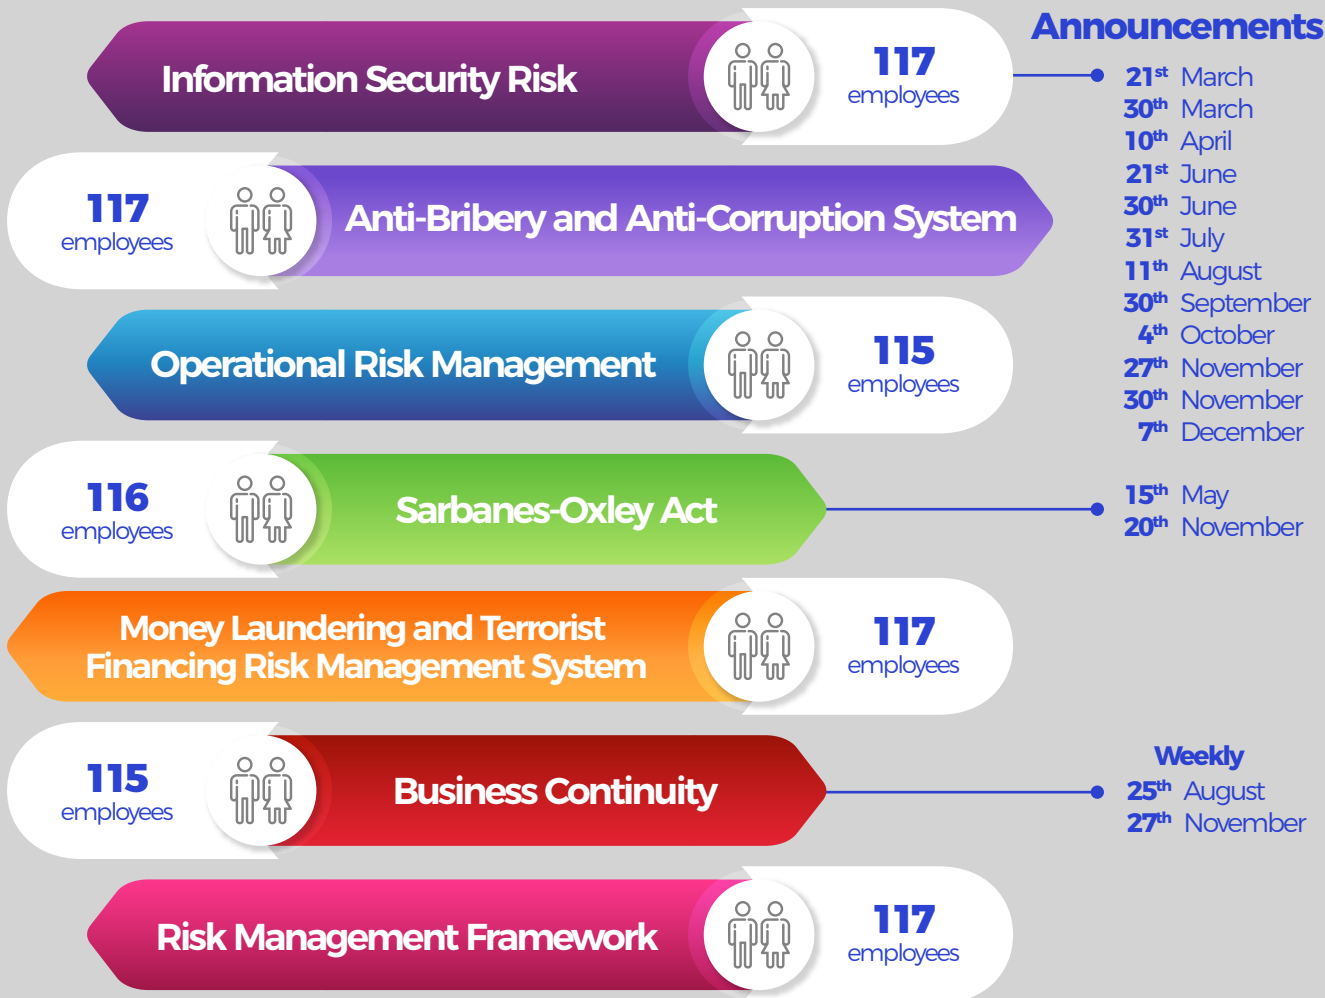 Announcements
Information Security Risk
117
employees
21st March
30th March
10th April
21st June
30th June
31st July
11th August
30th September
4th October
27th November
30th November
7th December
117
employees
Anti-Bribery and Anti-Corruption System
Operational Risk Management
115
employees
116
employees
Sarbanes-Oxley Act
15th May
20th November
Money Laundering and Terrorist
Financing Risk Management System
117
employees
115
employees
Business Continuity
Weekly
25th August
27th November
Risk Management Framework
117
employees